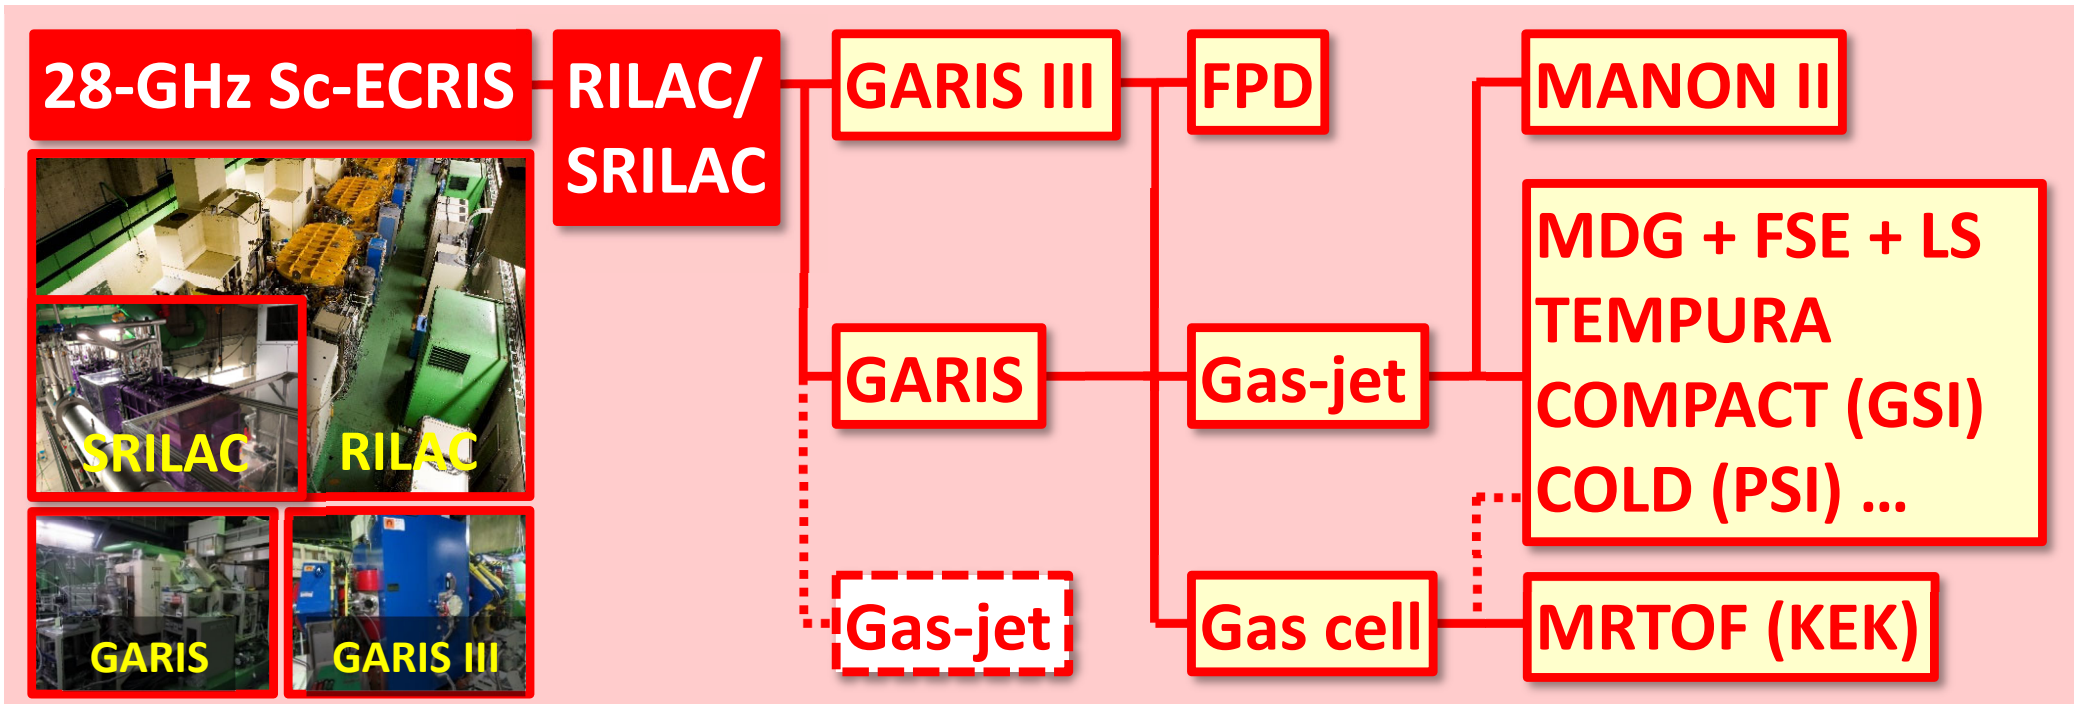 28-GHz Sc-ECRIS
RILAC/
SRILAC
GARIS III
FPD
MANON II
MDG + FSE + LS
TEMPURA
COMPACT (GSI)
COLD (PSI) ...
GARIS
Gas-jet
Gas-jet
Gas cell
MRTOF (KEK)
SRILAC
RILAC
GARIS
GARIS III